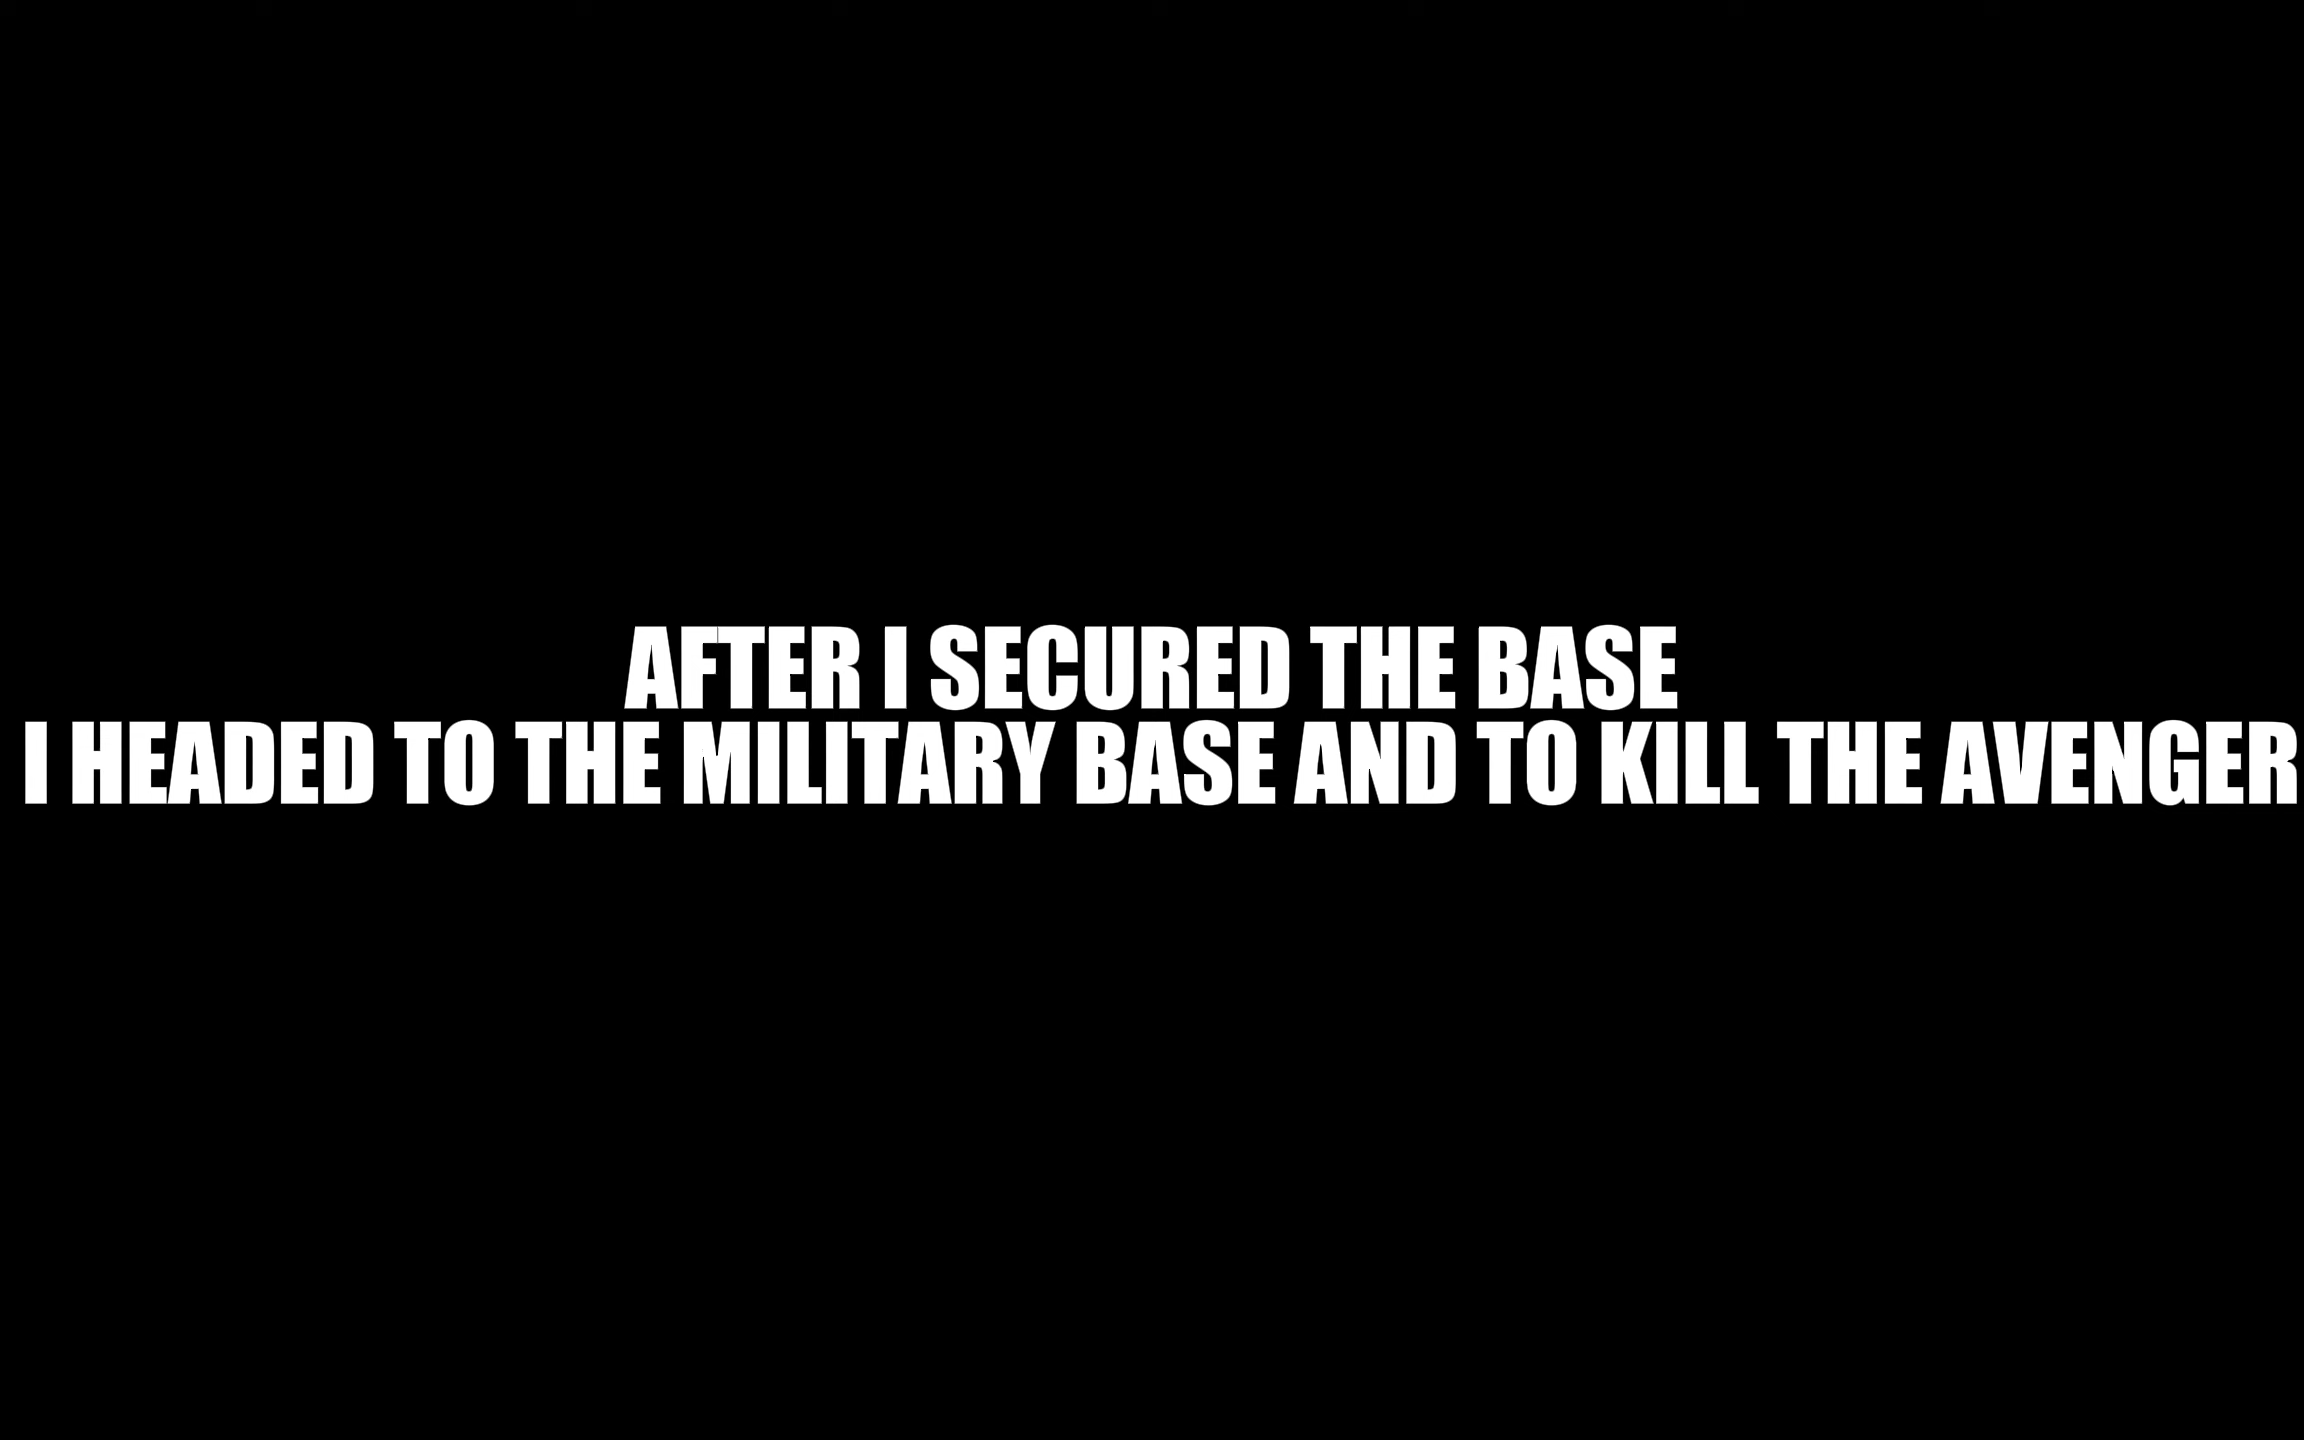 AFTER I SECURED THE BASE
I HEADED TO THE MILITARY BASE AND TO KILL THE AVENGER